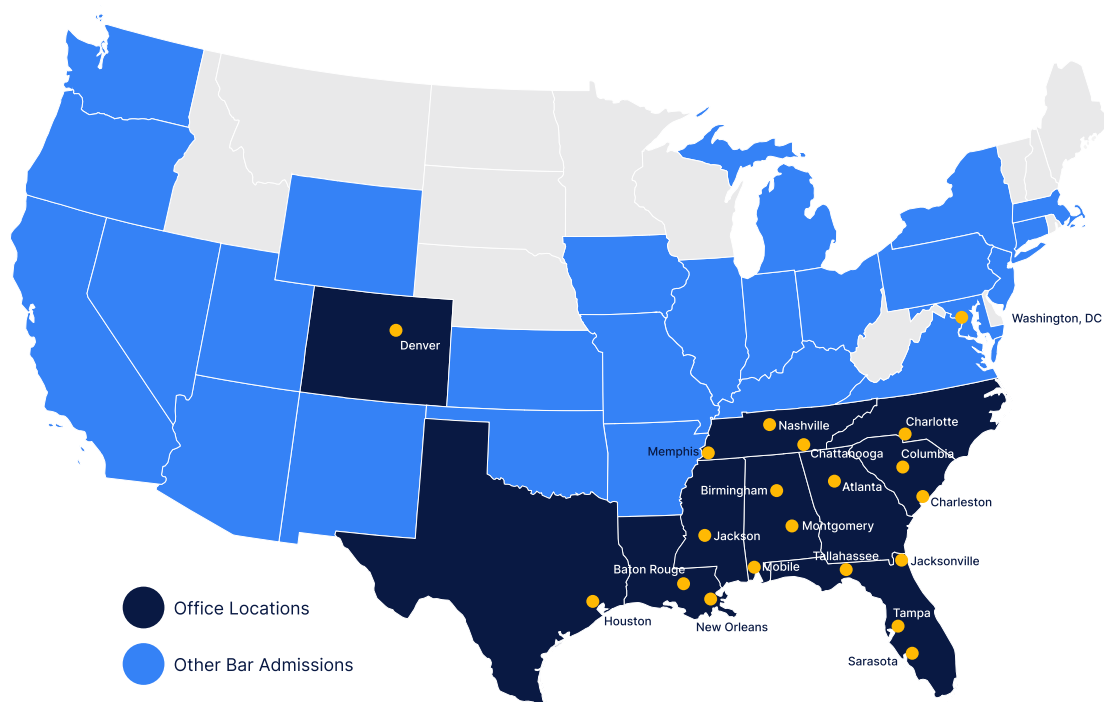 Washington, DC
Denver
Nashville
Charlotte
Memphis
Chattanooga
Columbia
Birmingham
Atlanta
Charleston
Montgomery
Jackson
Tallahassee
Jacksonville
Mobile
Baton Rouge
Houston
New Orleans
Tampa
Sarasota
Office Locations
Other Bar Admissions